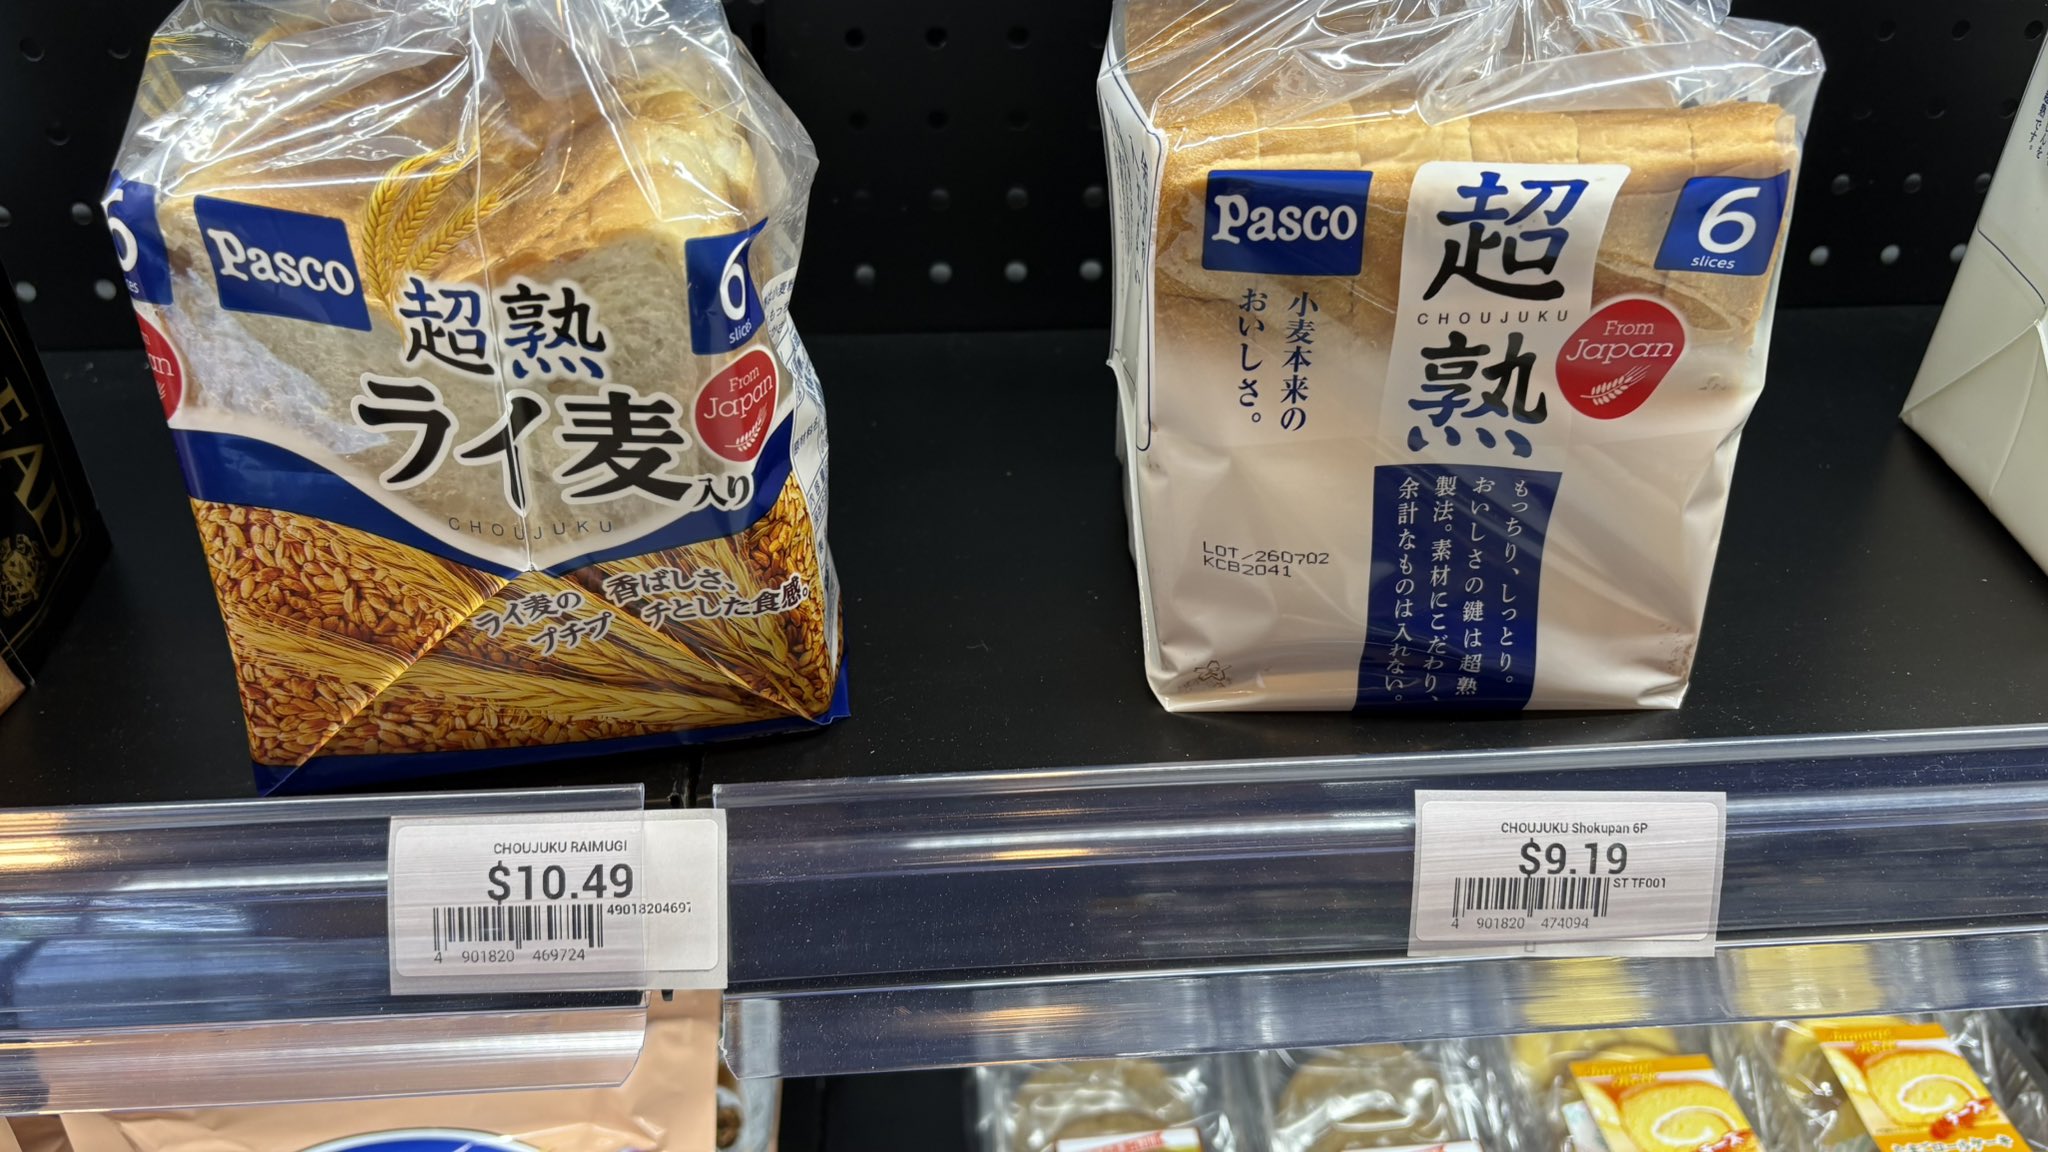 Pasco
6
slices
超熟
ライ麦入り
CHOUJUKU
From
Japan
ライ麦の香ばしさ、
プチプチとした食感。
Pasco
超熟
CHOUJUKU
6
slices
From
Japan
小麦本来の
おいしさ。
もっちり、しっとり。
おいしさの鍵は超熟
製法。素材にこだわり、
余計なものは入れない。
LOT/260702
KCB2041
CHOUJUKU RAIMUGI
$10.49
49018204697
4 901820 469724
CHOUJUKU Shokupan 6P
$9.19
ST TF001
4 901820 474094